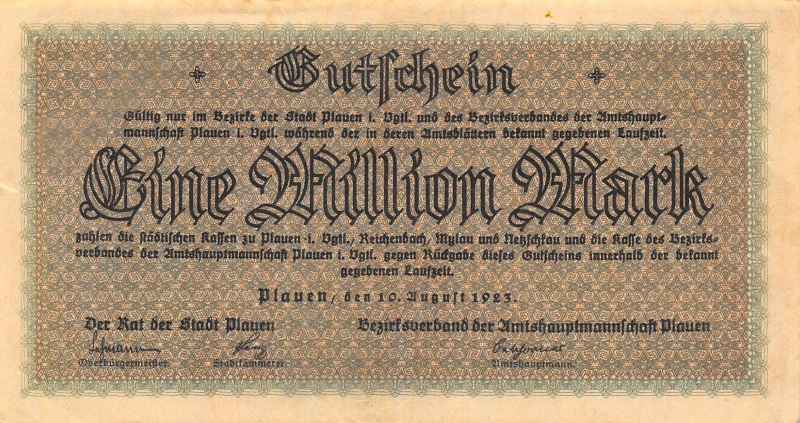 Gutschein
Gültig nur im Bezirke der Stadt Plauen i. Vgtl. und des Bezirksverbandes der Amtshaupt-
mannschaft Plauen i. Vgtl. während der in deren Amtsblättern bekannt gegebenen Laufzeit.
Eine Million Mark
zahlen die städtischen Kassen zu Plauen i. Vgtl., Reichenbach, Mylau und Netzschkau und die Kasse des Bezirks-
verbandes der Amtshauptmannschaft Plauen i. Vgtl. gegen Rückgabe dieses Gutscheins innerhalb der bekannt
gegebenen Laufzeit.
Plauen, den 10. August 1923.
Der Rat der Stadt Plauen Bezirksverband der Amtshauptmannschaft Plauen
Oberbürgermeister Stadtkämmerer. Amtshauptmann.